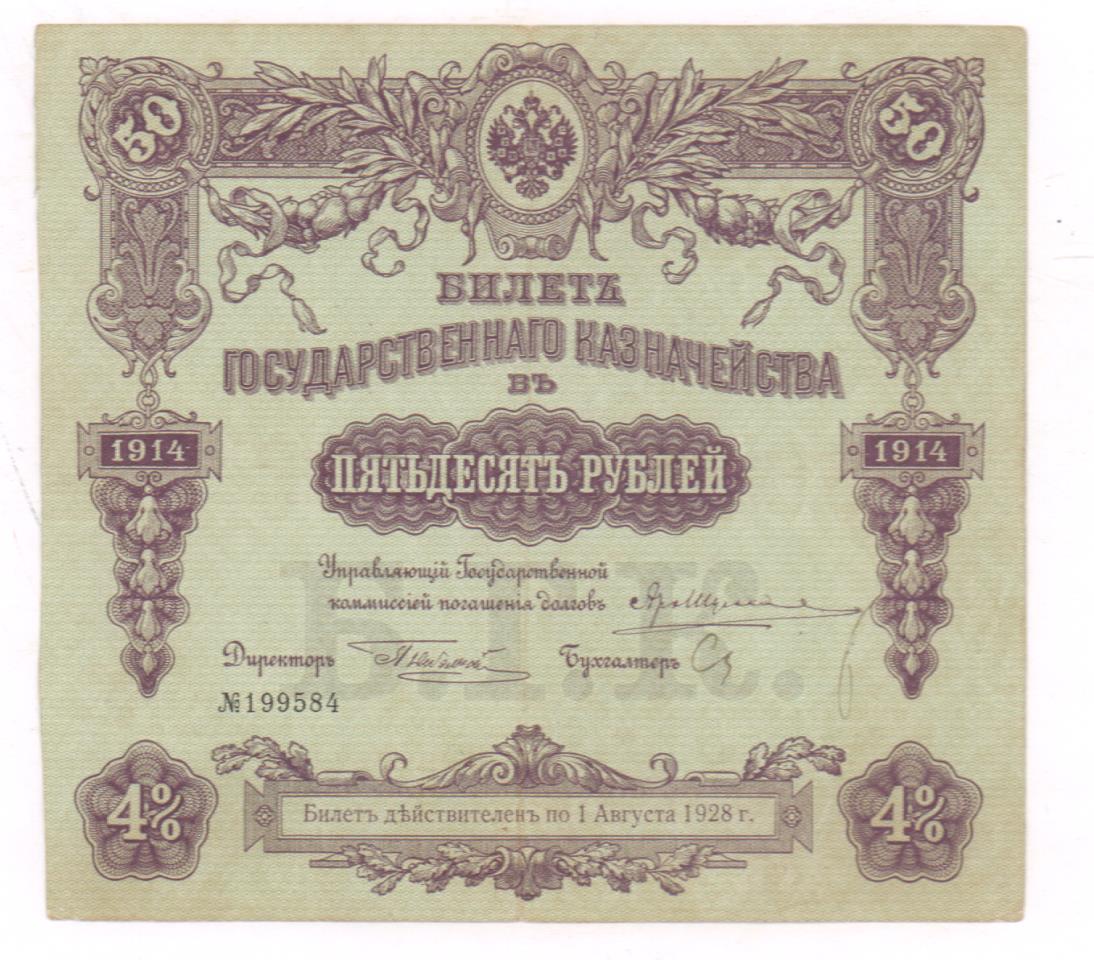 50 50
БИЛЕТЪ
ГОСУДАРСТВЕННАГО КАЗНАЧЕЙСТВА
ВЪ
1914 1914
ПЯТЬДЕСЯТЪ РУБЛЕЙ
Управляющій Государственной
коммиссіей погашенія долговъ
Директоръ Бухгалтеръ
№199584
4% 4%
Билетъ дѣйствителенъ по 1 Августа 1928 г.